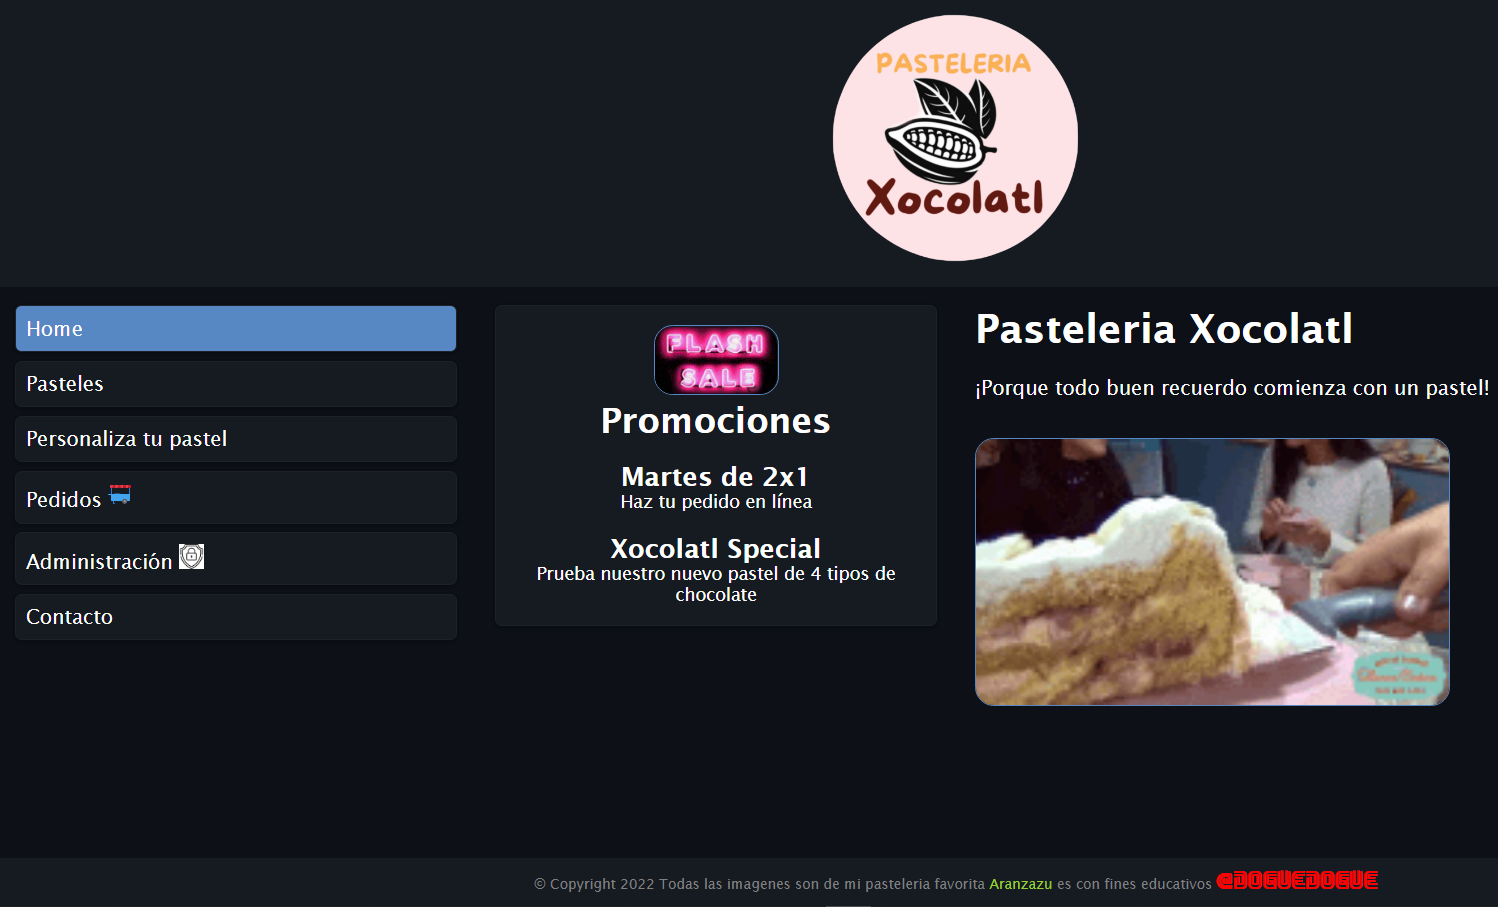 PASTELERIA
Xocolatl
Home
Pasteles
Personaliza tu pastel
Pedidos
Administración
Contacto
FLASH
SALE
Promociones
Martes de 2x1
Haz tu pedido en línea
Xocolatl Special
Prueba nuestro nuevo pastel de 4 tipos de
chocolate
Pasteleria Xocolatl
¡Porque todo buen recuerdo comienza con un pastel!
© Copyright 2022 Todas las imagenes son de mi pasteleria favorita Aranzazu es con fines educativos @DOGUEDOGUE